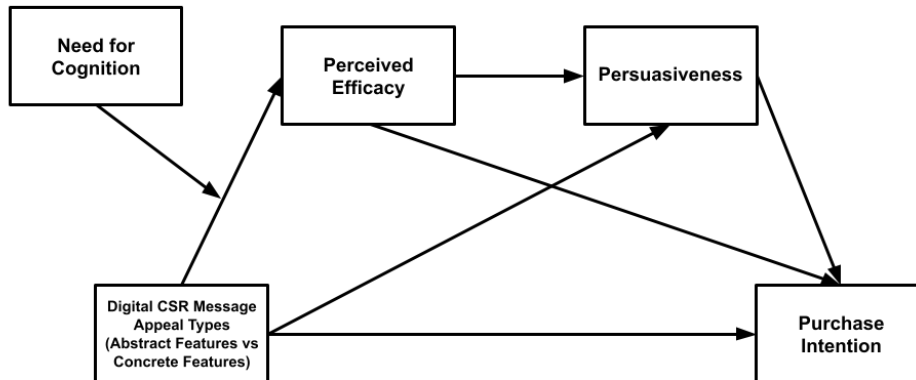 Need for
Cognition
Perceived
Efficacy
Persuasiveness
Digital CSR Message
Appeal Types
(Abstract Features vs
Concrete Features)
Purchase
Intention